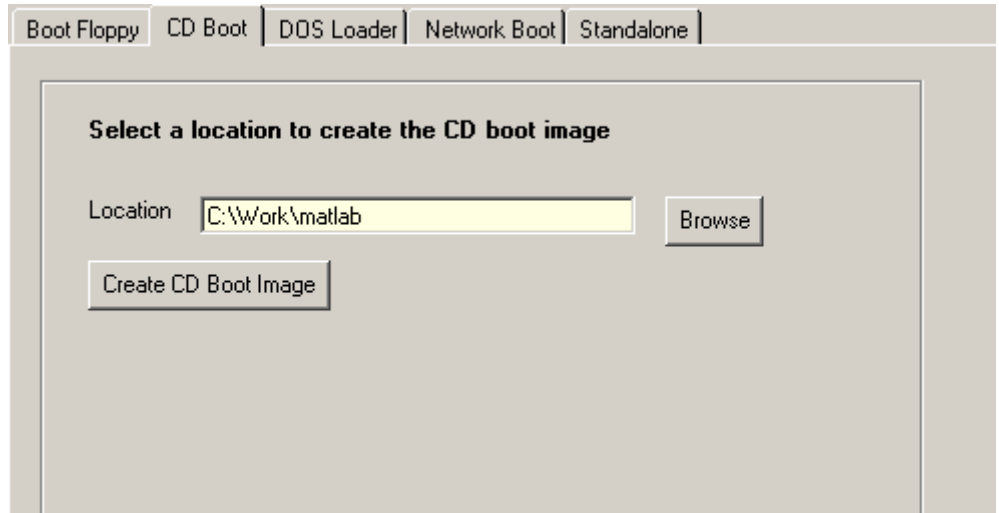 Boot Floppy CD Boot DOS Loader Network Boot Standalone
Select a location to create the CD boot image
Location C:\Work\matlab Browse
Create CD Boot Image